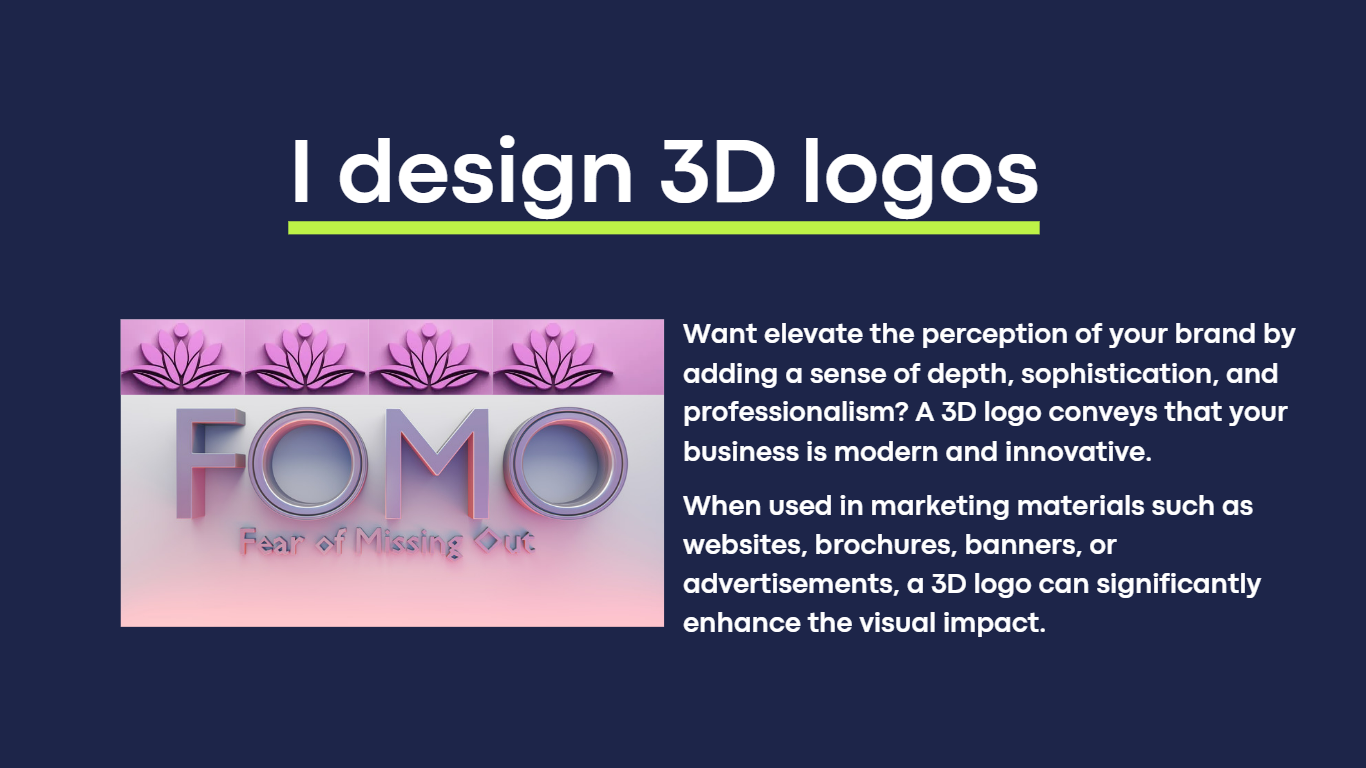 I design 3D logos
FOMO
Fear of Missing Out
Want elevate the perception of your brand by
adding a sense of depth, sophistication, and
professionalism? A 3D logo conveys that your
business is modern and innovative.
When used in marketing materials such as
websites, brochures, banners, or
advertisements, a 3D logo can significantly
enhance the visual impact.